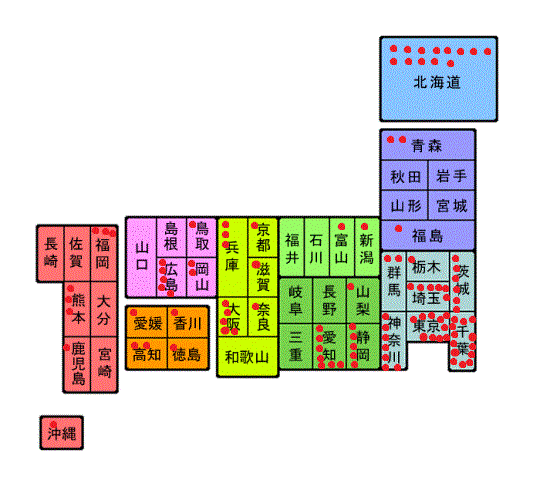 北海道
青森
秋田
岩手
山形
宮城
福島
群馬
栃木
茨城
埼玉
東京
千葉
神奈川
福井
石川
富山
新潟
岐阜
長野
山梨
三重
愛知
静岡
兵庫
京都
滋賀
大阪
奈良
和歌山
山口
島根
鳥取
広島
岡山
愛媛
香川
高知
徳島
長崎
佐賀
福岡
熊本
大分
鹿児島
宮崎
沖縄